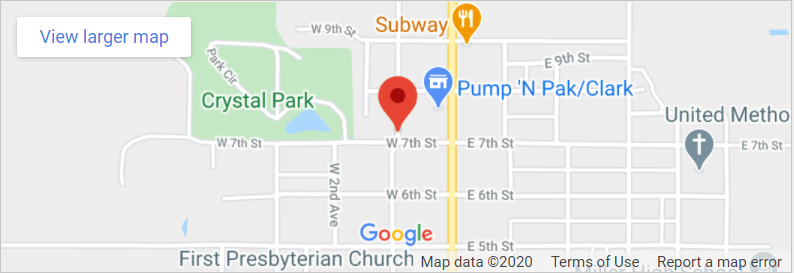 View larger map
Subway
W 9th St
E 9th St
Park Cir
Crystal Park
Pump 'N Pak/Clark
United Metho
W 7th St
W 7th St
E 7th St
E 7th St
W 2nd Ave
W 6th St
E 6th St
Google
E 5th St
First Presbyterian Church
Map data ©2020
Terms of Use
Report a map error